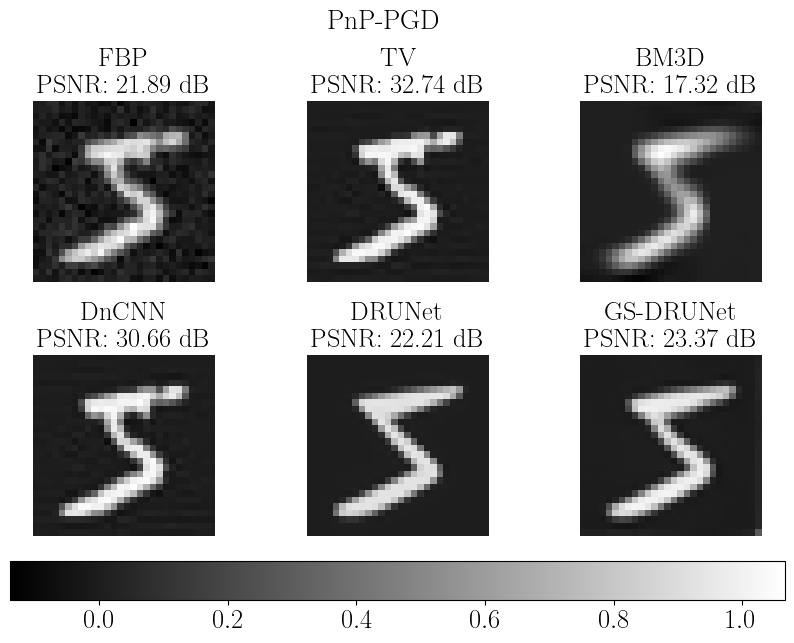 PnP-PGD
FBP
PSNR: 21.89 dB
TV
PSNR: 32.74 dB
BM3D
PSNR: 17.32 dB
DnCNN
PSNR: 30.66 dB
DRUNet
PSNR: 22.21 dB
GS-DRUNet
PSNR: 23.37 dB
0.0 0.2 0.4 0.6 0.8 1.0